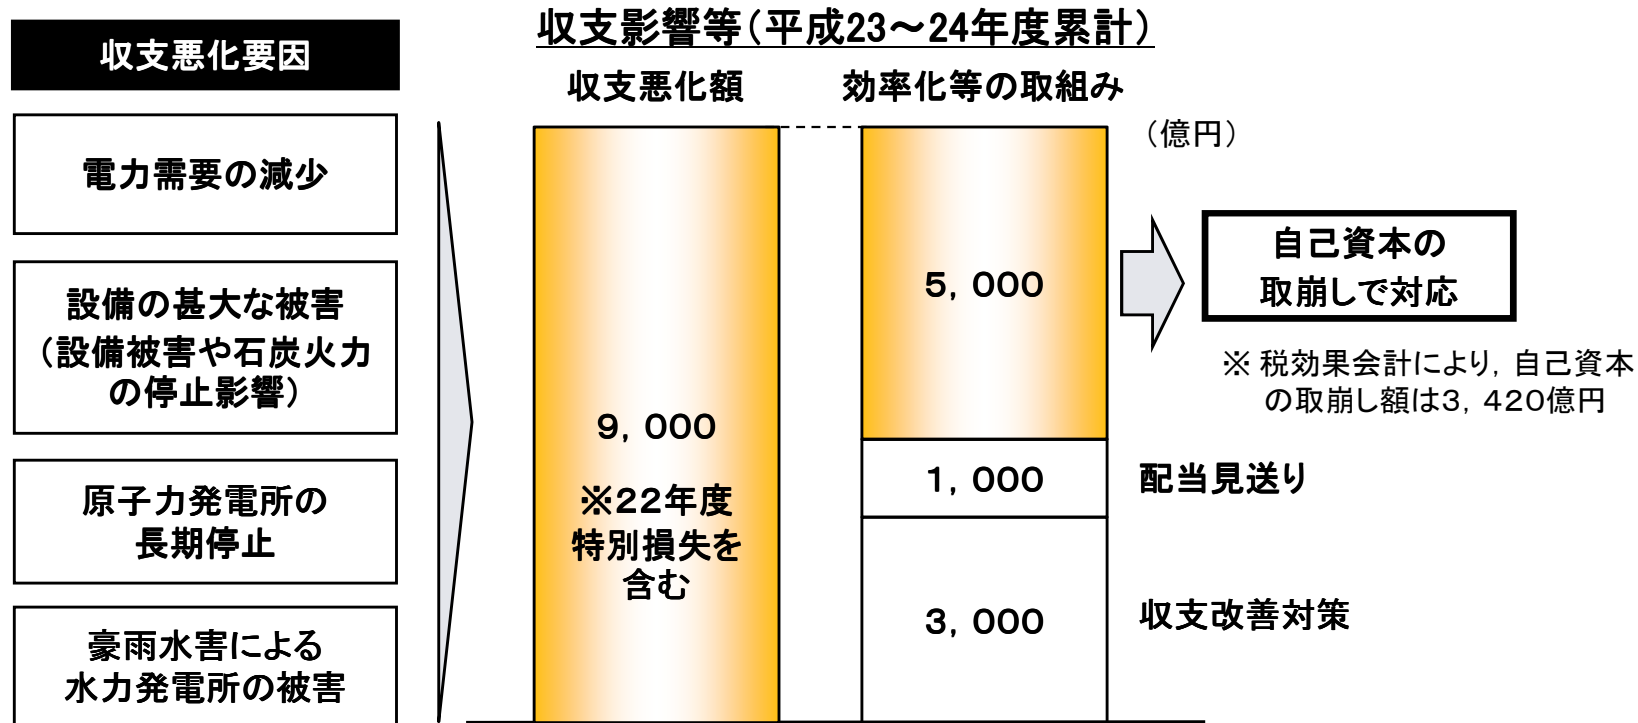 収支影響等(平成23～24年度累計)
収支悪化要因
電力需要の減少
設備の甚大な被害
(設備被害や石炭火力
の停止影響)
原子力発電所の
長期停止
豪雨水害による
水力発電所の被害
収支悪化額
9，000
※22年度
特別損失を
含む
効率化等の取組み
(億円)
5，000
1，000
3，000
自己資本の
取崩しで対応
※ 税効果会計により，自己資本
の取崩し額は3，420億円
配当見送り
収支改善対策